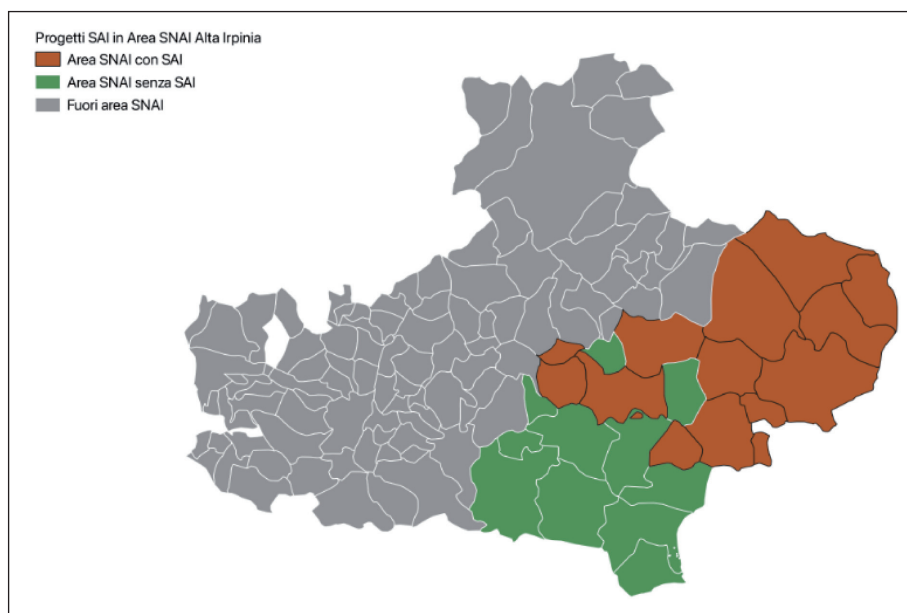 Progetti SAI in Area SNAI Alta Irpinia
Area SNAI con SAI
Area SNAI senza SAI
Fuori area SNAI